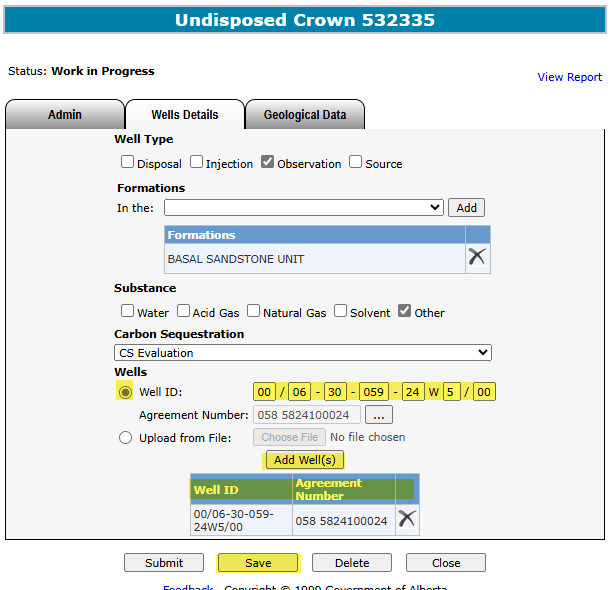 Undisposed Crown 532335
Status: Work in Progress
View Report
Admin
Wells Details
Geological Data
Well Type
Disposal Injection Observation Source
Formations
In the: Add
Formations
BASAL SANDSTONE UNIT
Substance
Water Acid Gas Natural Gas Solvent Other
Carbon Sequestration
CS Evaluation
Wells
Well ID: 00 / 06 - 30 - 059 - 24 W 5 / 00
Agreement Number: 058 5824100024 ...
Upload from File: Choose File No file chosen
Add Well(s)
Well ID
Agreement
Number
00/06-30-059-
24W5/00
058 5824100024
Submit Save Delete Close
Feedback Copyright © 1999 Government of Alberta